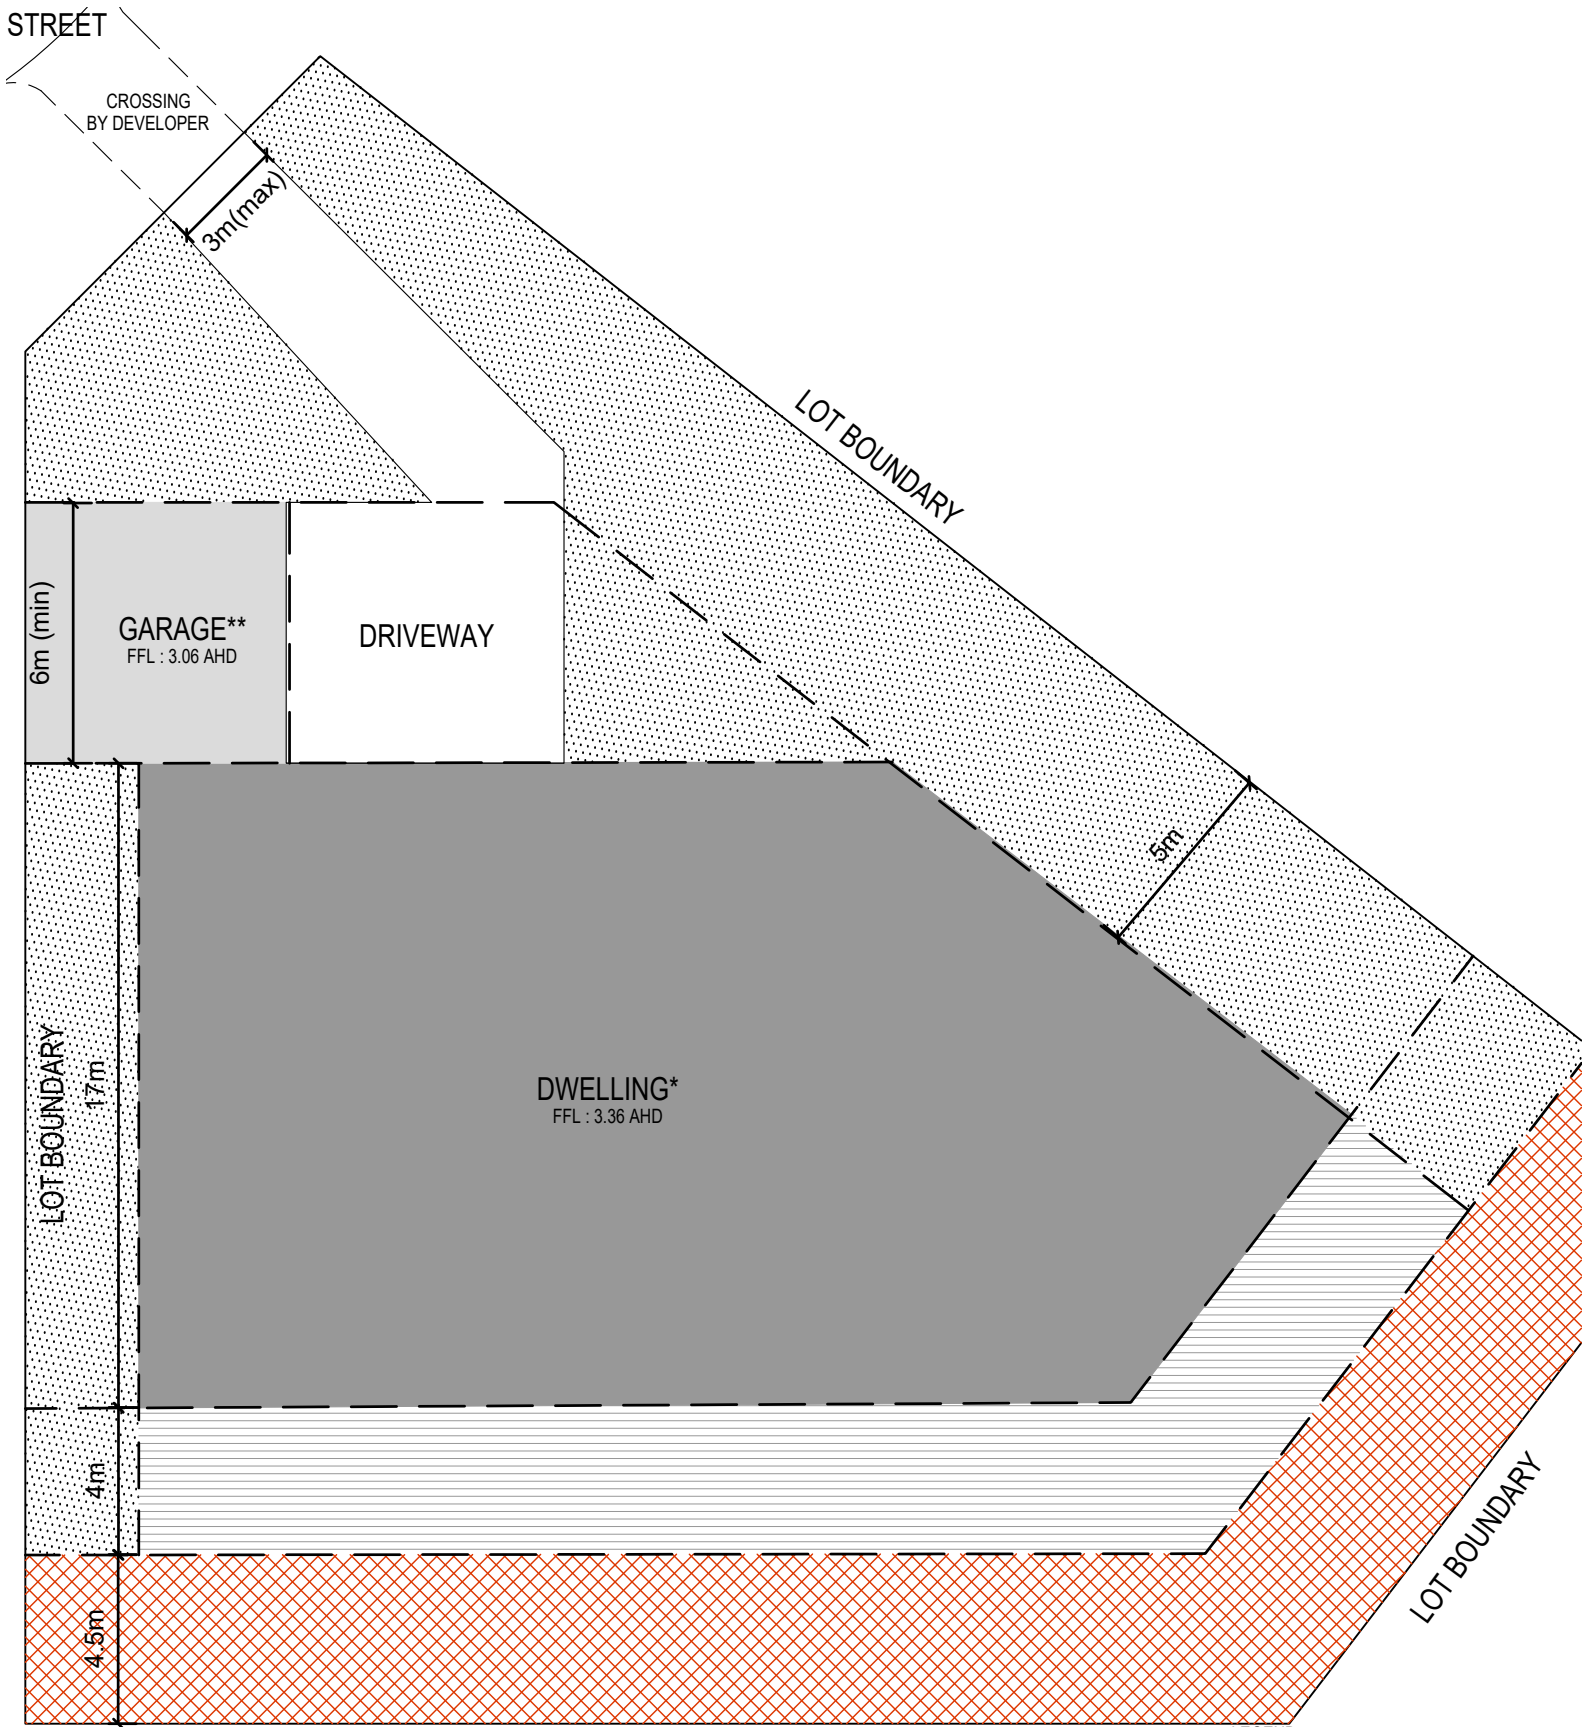 STREET
CROSSING
BY DEVELOPER
3m(max)
LOT BOUNDARY
6m (min)
GARAGE**
FFL : 3.06 AHD
DRIVEWAY
5m
LOT BOUNDARY
17m
DWELLING*
FFL : 3.36 AHD
4m
4.5m
LOT BOUNDARY